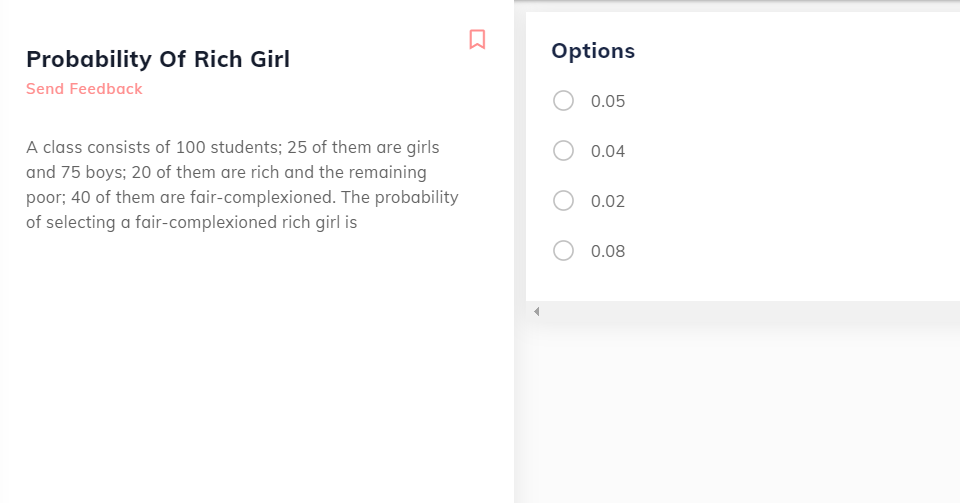 Probability Of Rich Girl
Send Feedback
A class consists of 100 students; 25 of them are girls
and 75 boys; 20 of them are rich and the remaining
poor; 40 of them are fair-complexioned. The probability
of selecting a fair-complexioned rich girl is
Options
0.05
0.04
0.02
0.08